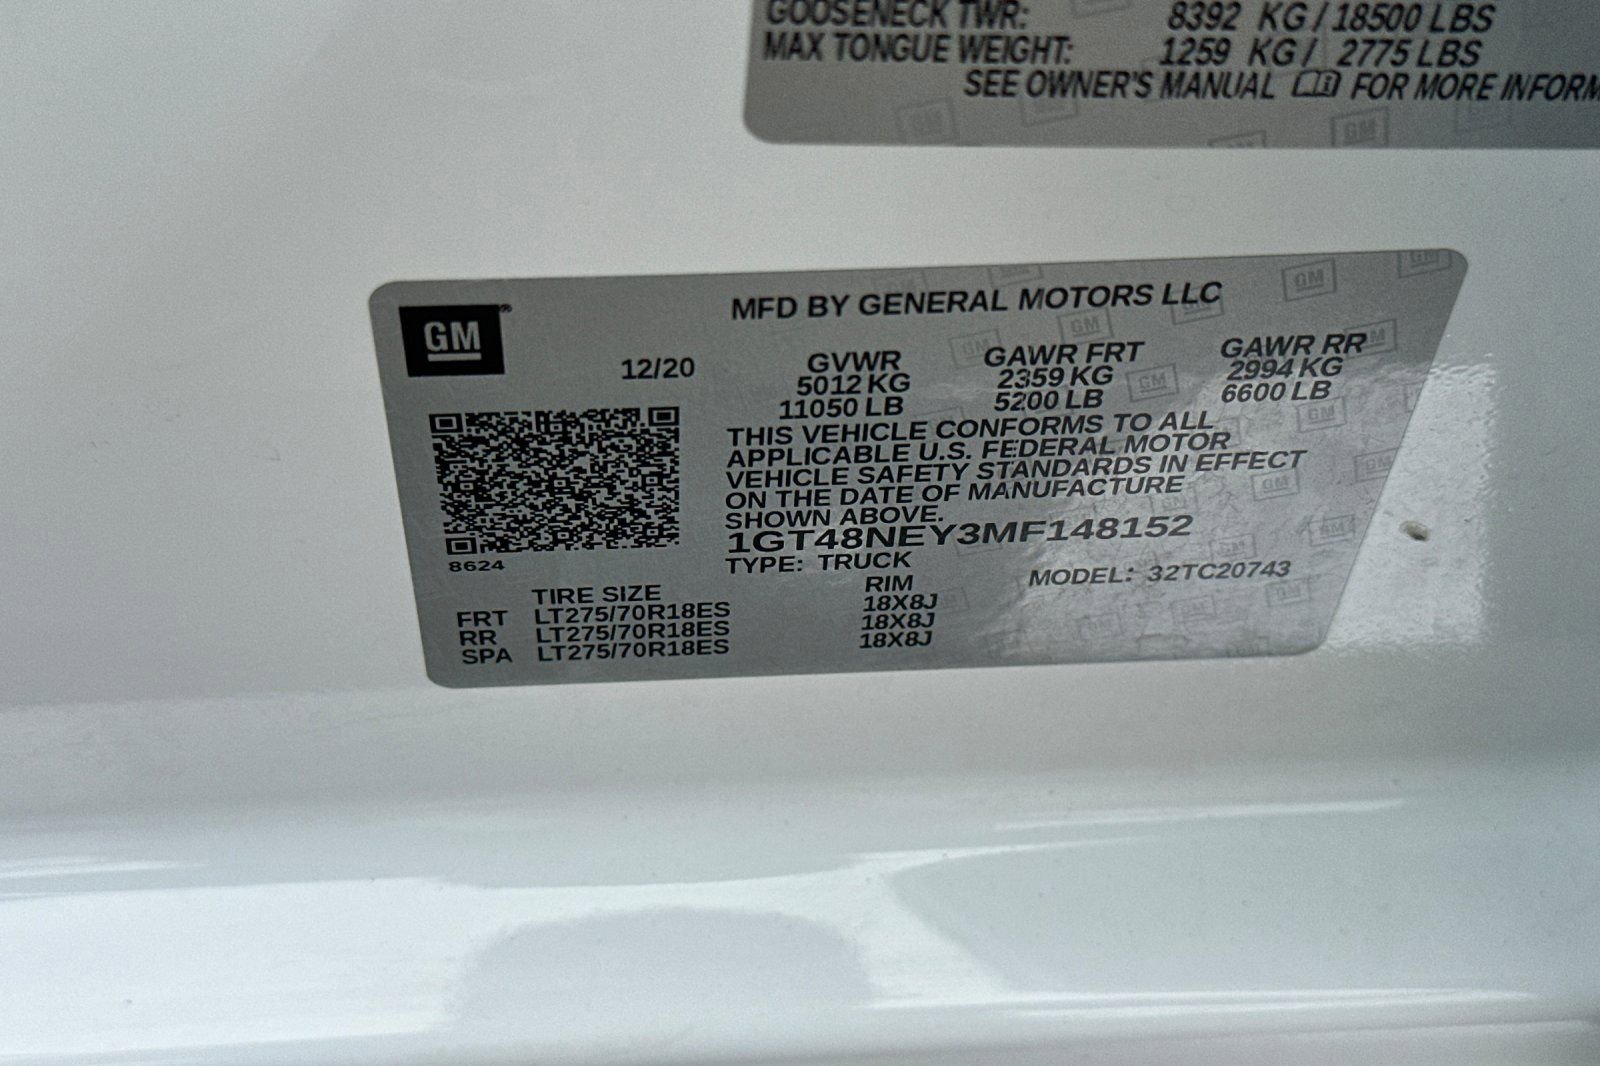 GOOSENECK TWR: 8392 KG / 18500 LBS
MAX TONGUE WEIGHT: 1259 KG / 2775 LBS
SEE OWNER'S MANUAL FOR MORE INFORM
GM®
MFD BY GENERAL MOTORS LLC
12/20 GVWR GAWR FRT GAWR RR
5012 KG 2359 KG 2994 KG
11050 LB 5200 LB 6600 LB
THIS VEHICLE CONFORMS TO ALL
APPLICABLE U.S. FEDERAL MOTOR
VEHICLE SAFETY STANDARDS IN EFFECT
ON THE DATE OF MANUFACTURE
SHOWN ABOVE.
1GT48NEY3MF148152
8624
TYPE: TRUCK MODEL: 32TC20743
TIRE SIZE RIM
FRT LT275/70R18ES 18X8J
RR LT275/70R18ES 18X8J
SPA LT275/70R18ES 18X8J